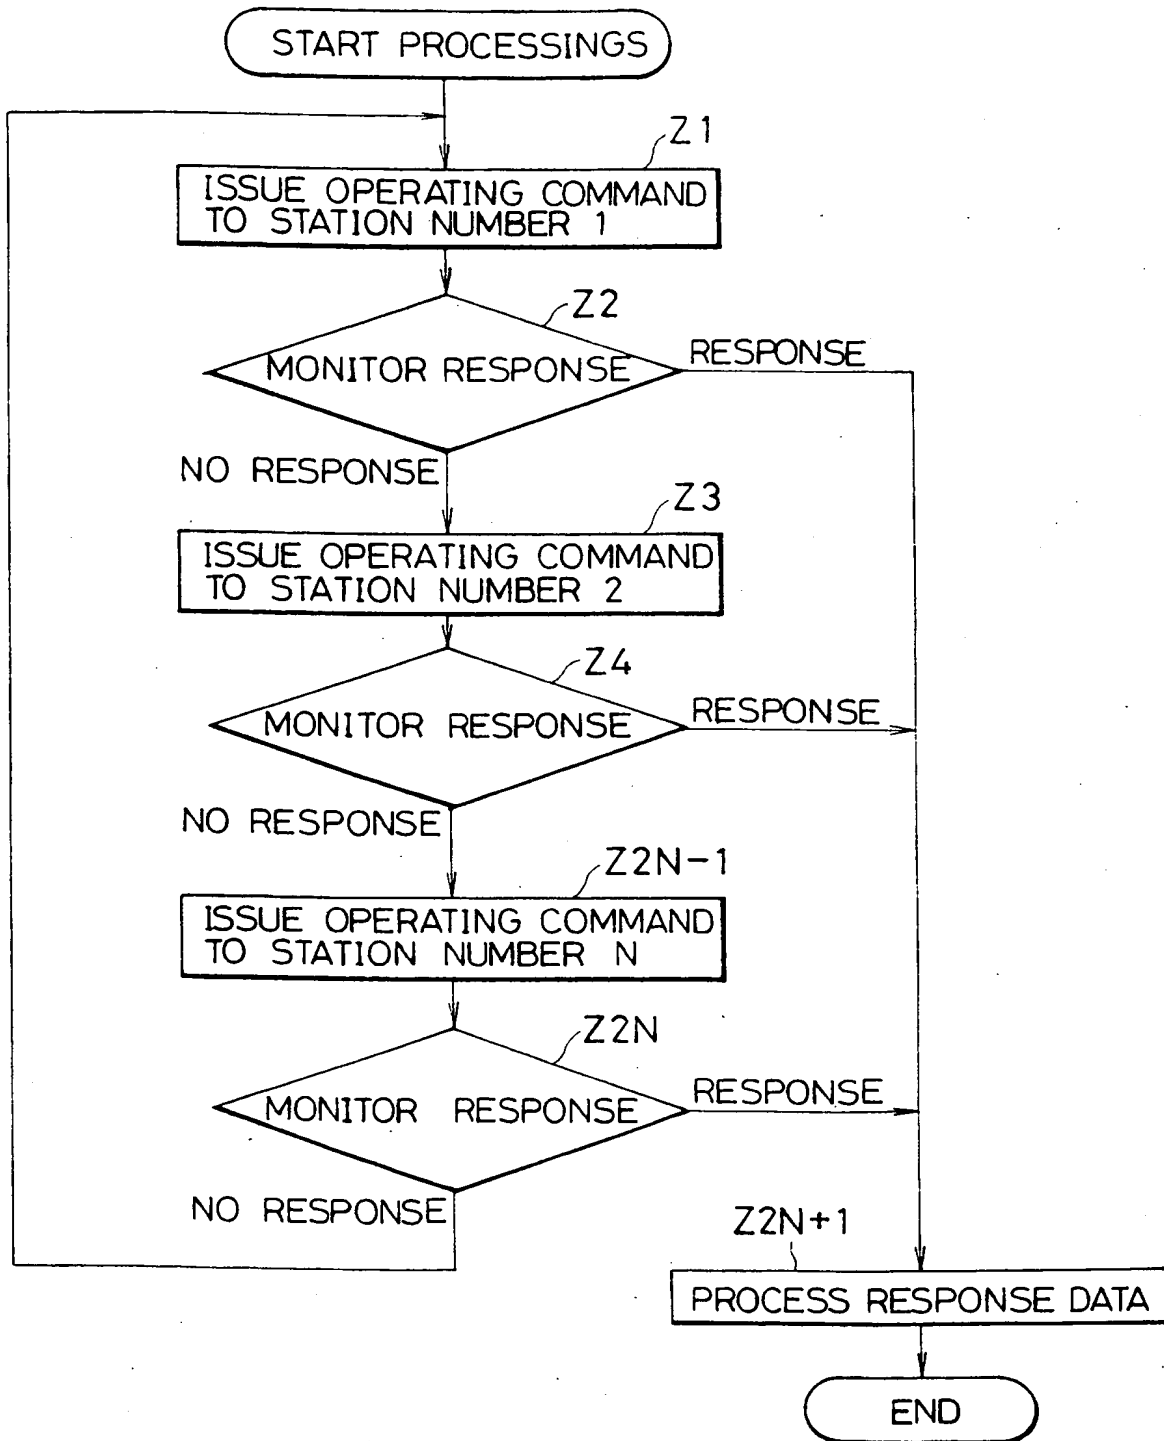 START PROCESSINGS
Z1
ISSUE OPERATING COMMAND
TO STATION NUMBER 1
Z2
MONITOR RESPONSE
RESPONSE
NO RESPONSE
Z3
ISSUE OPERATING COMMAND
TO STATION NUMBER 2
Z4
MONITOR RESPONSE
RESPONSE
NO RESPONSE
Z2N-1
ISSUE OPERATING COMMAND
TO STATION NUMBER N
Z2N
MONITOR RESPONSE
RESPONSE
NO RESPONSE
Z2N+1
PROCESS RESPONSE DATA
END